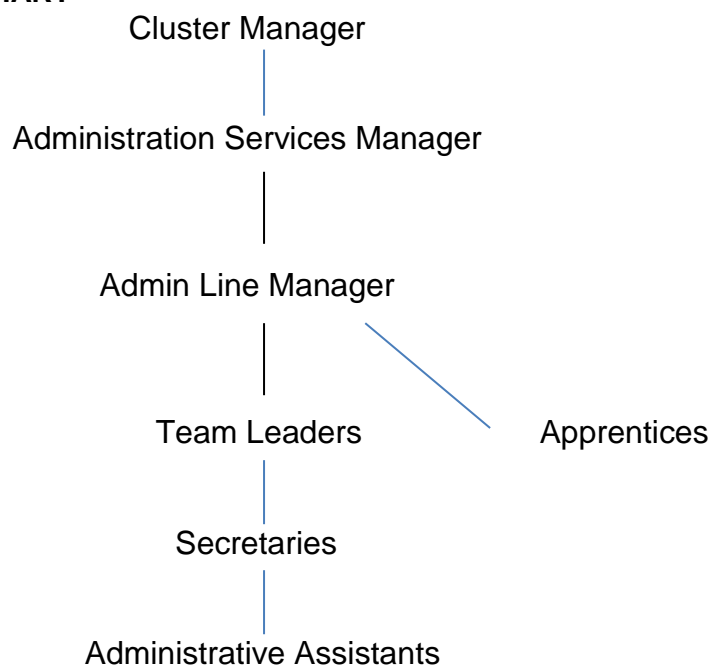 Cluster Manager
Administration Services Manager
Admin Line Manager
Team Leaders Apprentices
Secretaries
Administrative Assistants